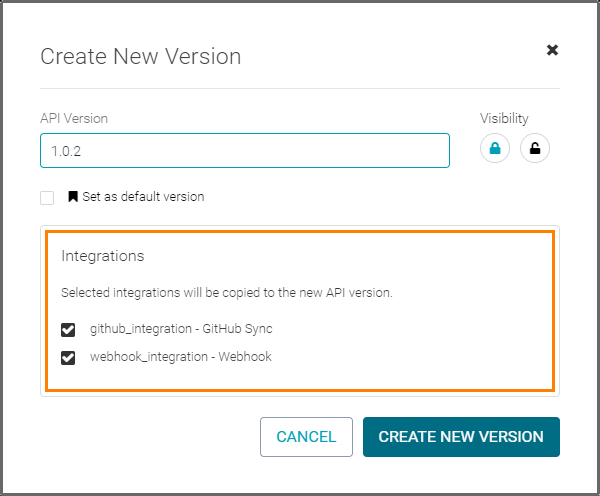 Create New Version
API Version
Visibility
1.0.2
Set as default version
Integrations
Selected integrations will be copied to the new API version.
github_integration - GitHub Sync
webhook_integration - Webhook
CANCEL
CREATE NEW VERSION